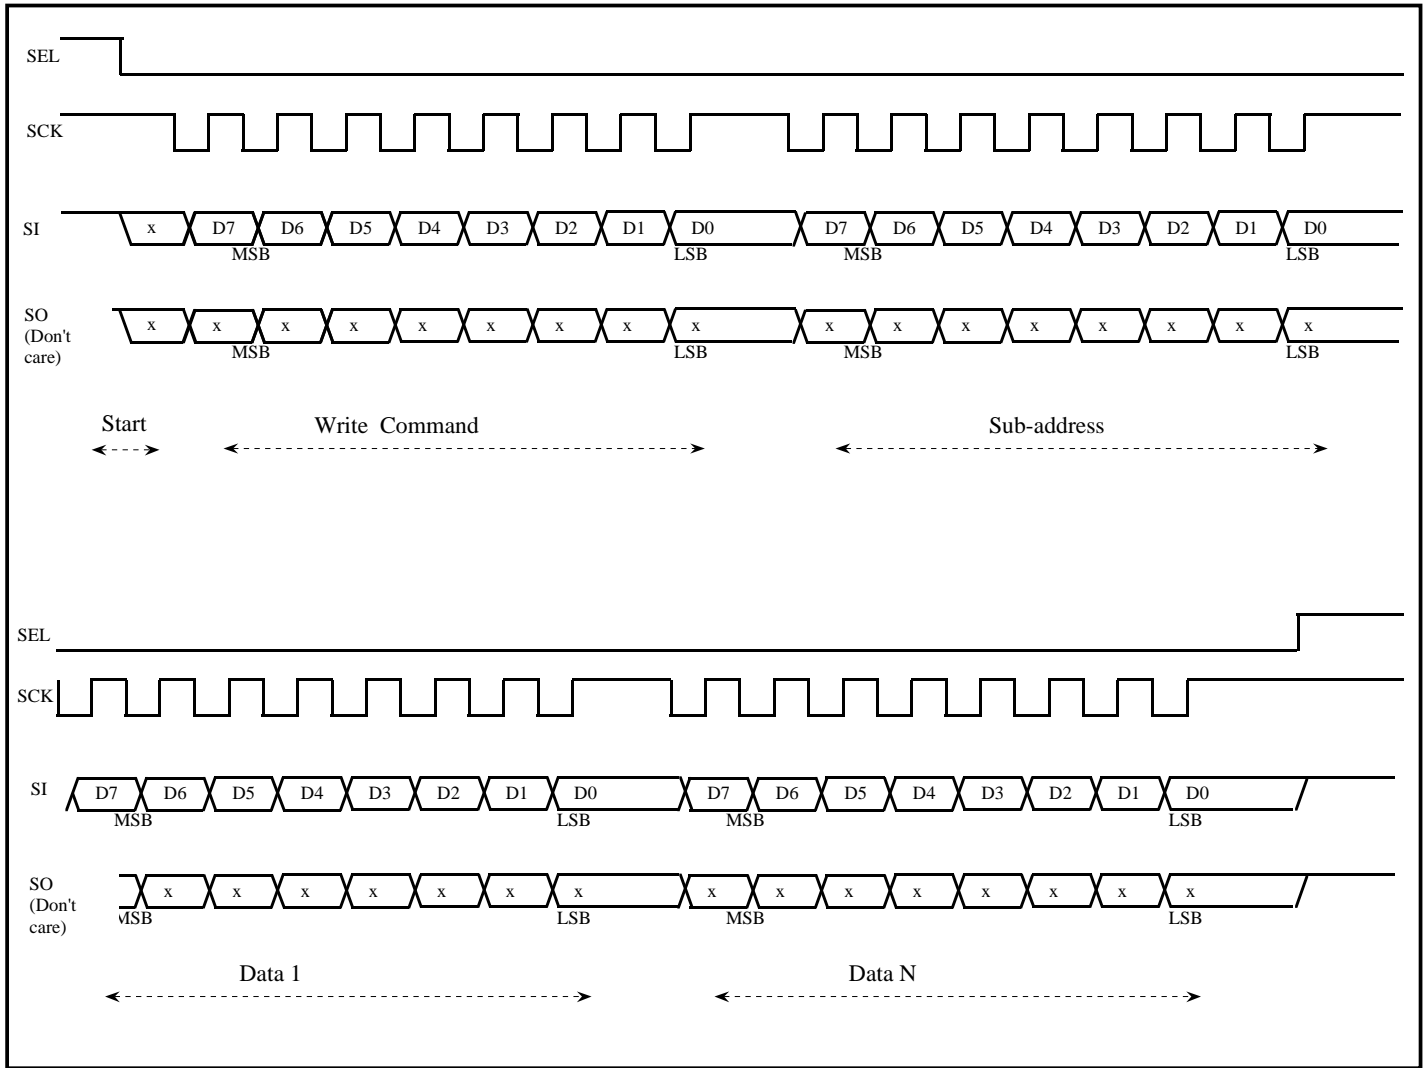 SEL
SCK
SI x D7 D6 D5 D4 D3 D2 D1 D0 D7 D6 D5 D4 D3 D2 D1 D0
MSB LSB MSB LSB
SO
(Don't
care)
x x x x x x x x x x x x x x x x x
MSB LSB MSB LSB
Start Write Command Sub-address
SEL
SCK
SI D7 D6 D5 D4 D3 D2 D1 D0 D7 D6 D5 D4 D3 D2 D1 D0
MSB LSB MSB LSB
SO
(Don't
care)
x x x x x x x x x x x x x x x
MSB LSB MSB LSB
Data 1 Data N